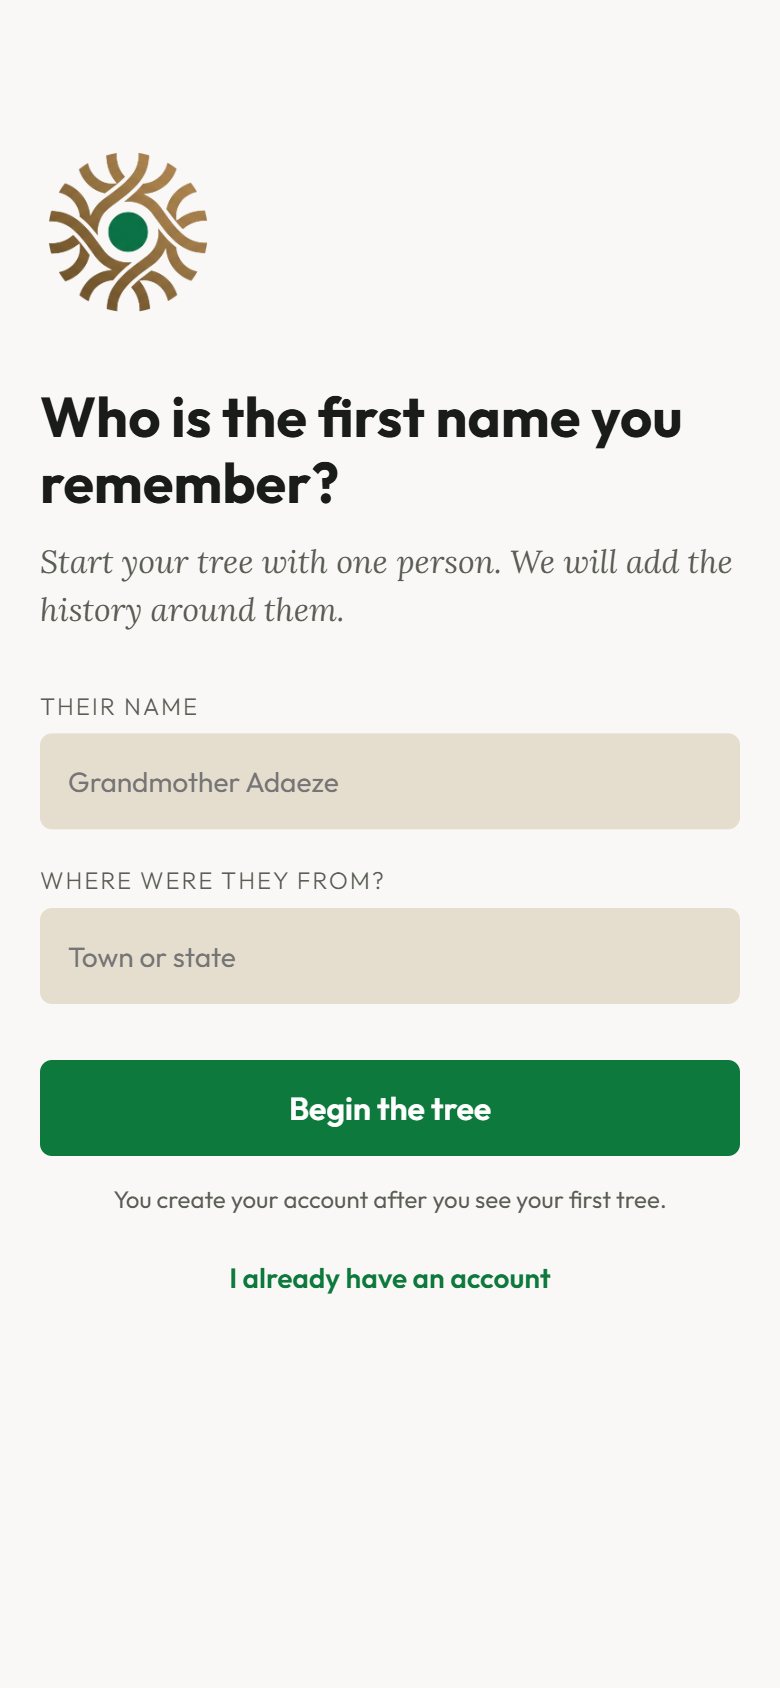 Who is the first name you
remember?
Start your tree with one person. We will add the
history around them.
THEIR NAME
Grandmother Adaeze
WHERE WERE THEY FROM?
Town or state
Begin the tree
You create your account after you see your first tree.
I already have an account